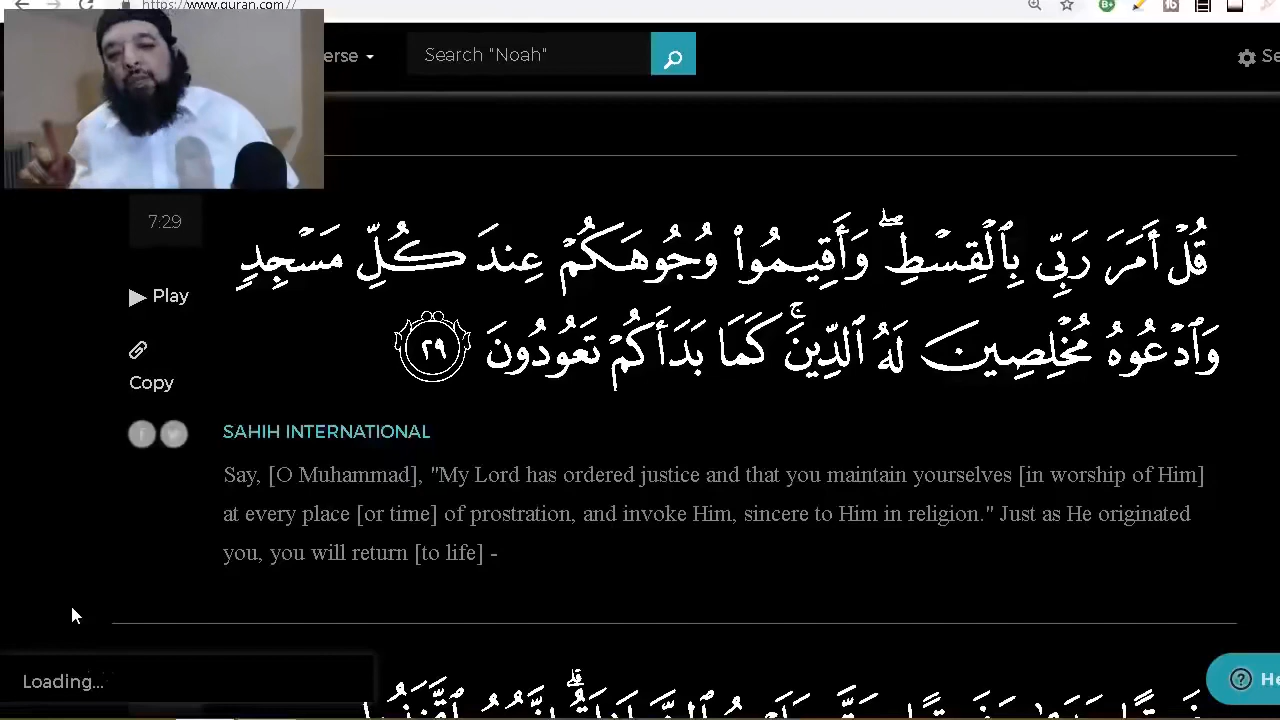 https://www.quran.com//
erse
Search "Noah"
Se
7:29
قُلْ أَمَرَ رَبِّى بِٱلْقِسْطِ ۖ وَأَقِيمُوا۟ وُجُوهَكُمْ عِندَ كُلِّ مَسْجِدٍ
وَٱدْعُوهُ مُخْلِصِينَ لَهُ ٱلدِّينَ ۚ كَمَا بَدَأَكُمْ تَعُودُونَ ٢٩
Play
Copy
SAHIH INTERNATIONAL
Say, [O Muhammad], "My Lord has ordered justice and that you maintain yourselves [in worship of Him]
at every place [or time] of prostration, and invoke Him, sincere to Him in religion." Just as He originated
you, you will return [to life] -
Loading...
He